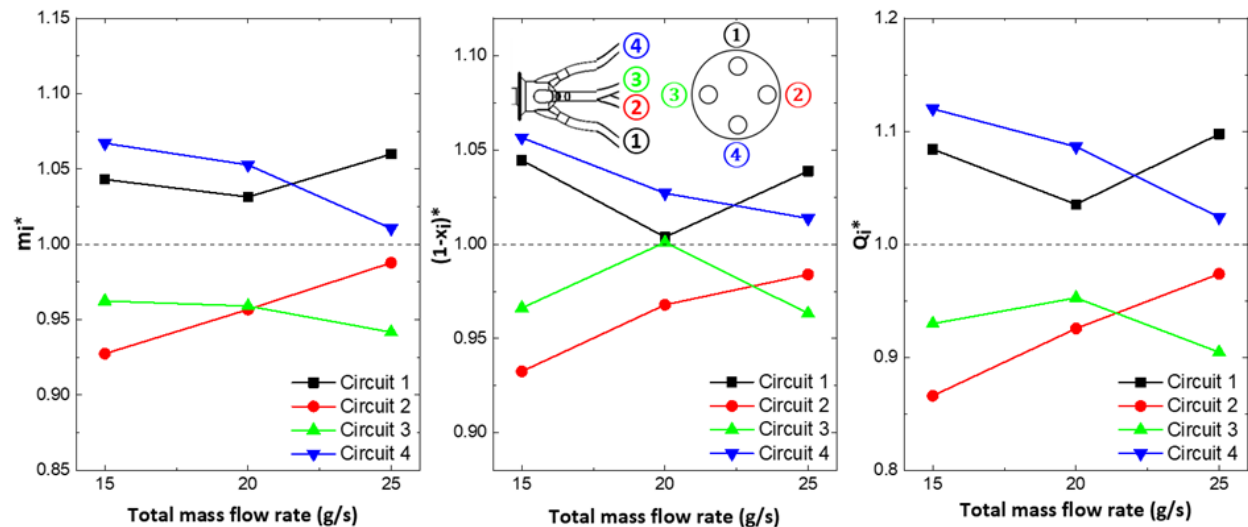 1.15
1.10
1.05
1.00
0.95
0.90
0.85
mi*
15
20
25
Total mass flow rate (g/s)
Circuit 1
Circuit 2
Circuit 3
Circuit 4
1.10
1.05
1.00
0.95
0.90
(1-xi)*
15
20
25
Total mass flow rate (g/s)
④
③
②
①
①
③
②
④
Circuit 1
Circuit 2
Circuit 3
Circuit 4
1.2
1.1
1.0
0.9
0.8
Qi*
15
20
25
Total mass flow rate (g/s)
Circuit 1
Circuit 2
Circuit 3
Circuit 4